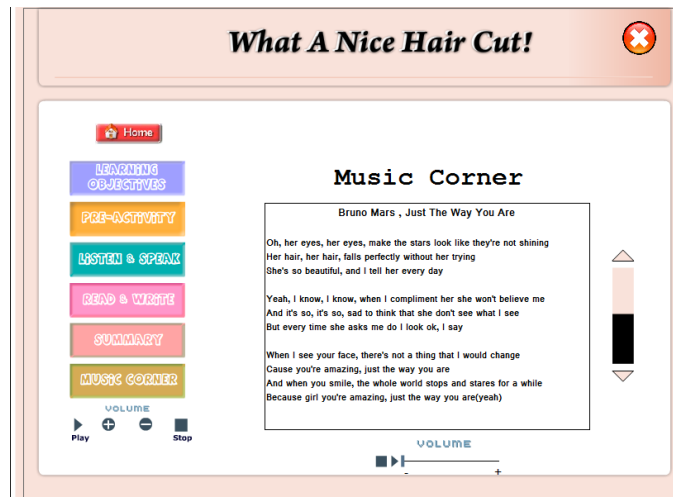 What A Nice Hair Cut!
Home
LEARNING
OBJECTIVES
PRE-ACTIVITY
LISTEN & SPEAK
READ & WRITE
SUMMARY
MUSIC CORNER
VOLUME
Play
Stop
Music Corner
Bruno Mars , Just The Way You Are
Oh, her eyes, her eyes, make the stars look like they're not shining
Her hair, her hair, falls perfectly without her trying
She's so beautiful, and I tell her every day
Yeah, I know, I know, when I compliment her she won't believe me
And it's so, it's so, sad to think that she don't see what I see
But every time she asks me do I look ok, I say
When I see your face, there's not a thing that I would change
Cause you're amazing, just the way you are
And when you smile, the whole world stops and stares for a while
Because girl you're amazing, just the way you are(yeah)
VOLUME
- +